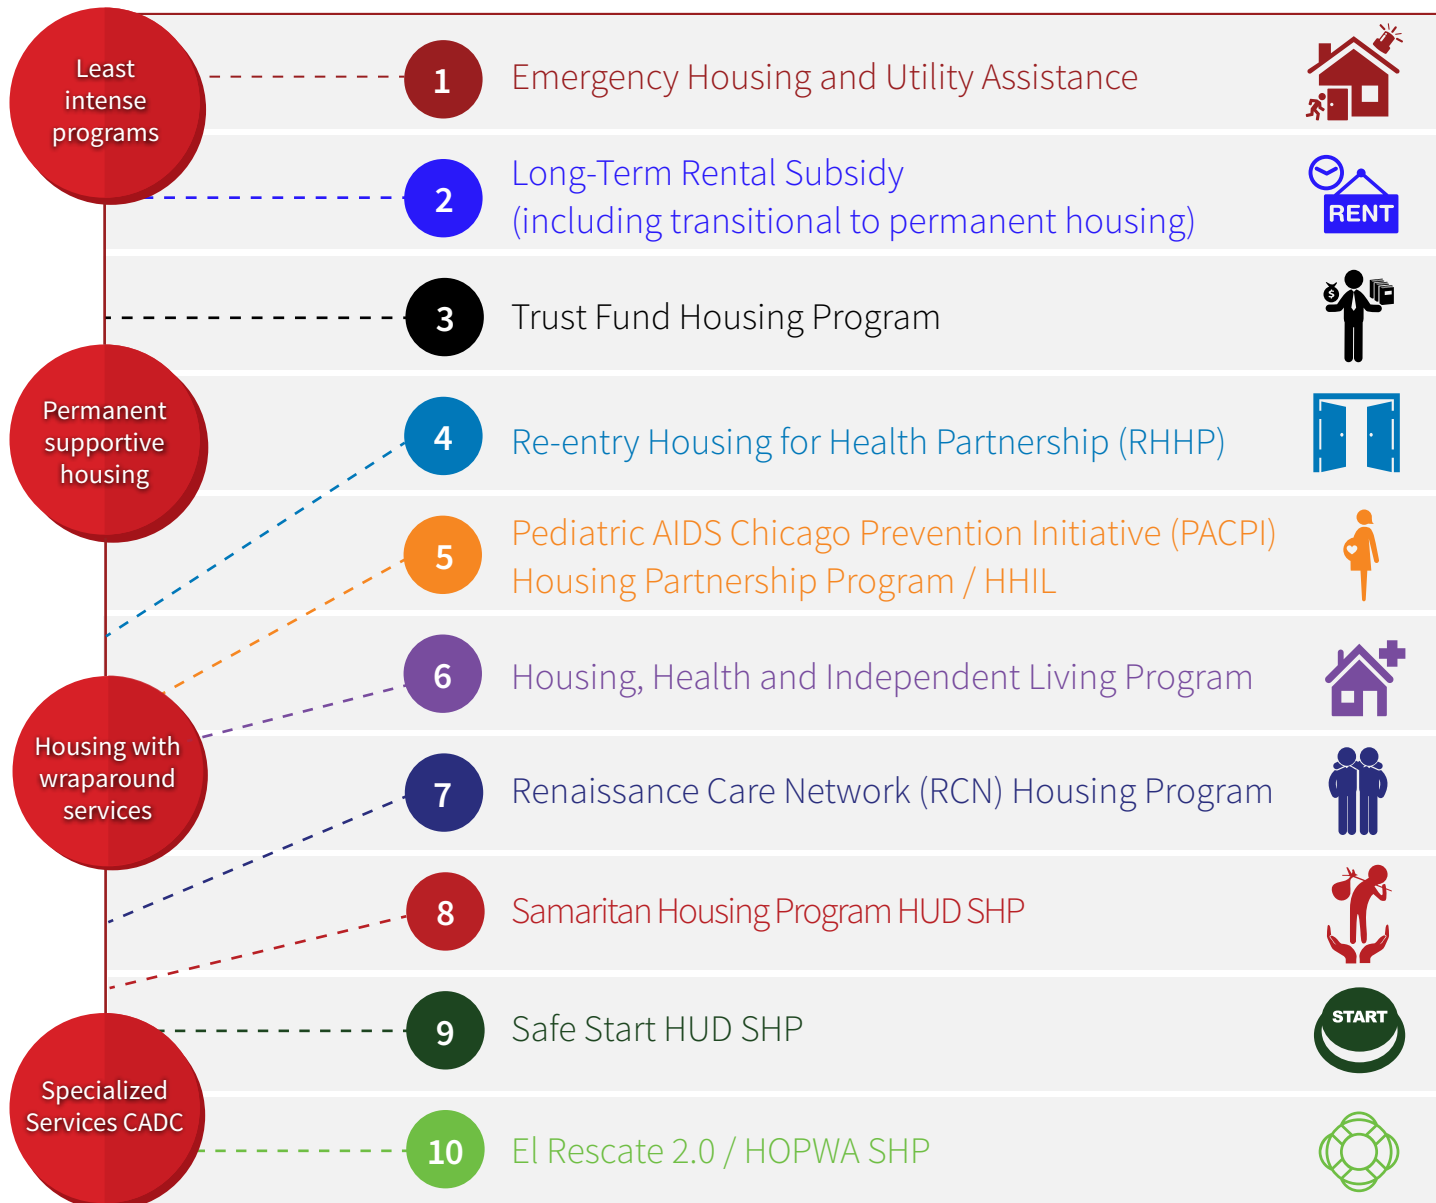 Least
intense
programs
1
Emergency Housing and Utility Assistance
2
Long-Term Rental Subsidy
(including transitional to permanent housing)
RENT
3
Trust Fund Housing Program
$
Permanent
supportive
housing
4
Re-entry Housing for Health Partnership (RHHP)
5
Pediatric AIDS Chicago Prevention Initiative (PACPI)
Housing Partnership Program / HHIL
6
Housing, Health and Independent Living Program
Housing with
wraparound
services
7
Renaissance Care Network (RCN) Housing Program
8
Samaritan Housing Program HUD SHP
9
Safe Start HUD SHP
START
Specialized
Services CADC
10
El Rescate 2.0 / HOPWA SHP